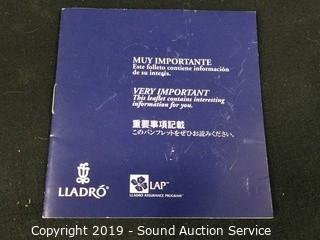 MUY IMPORTANTE
Este folleto contiene información
de su interés.
VERY IMPORTANT
This leaflet contains interesting
information for you.
重要事項記載
このパンフレットをぜひお読みください。
LLADRÓ®
LAP™
LLADRÓ ASSURANCE PROGRAM
Copyright 2019 - Sound Auction Service